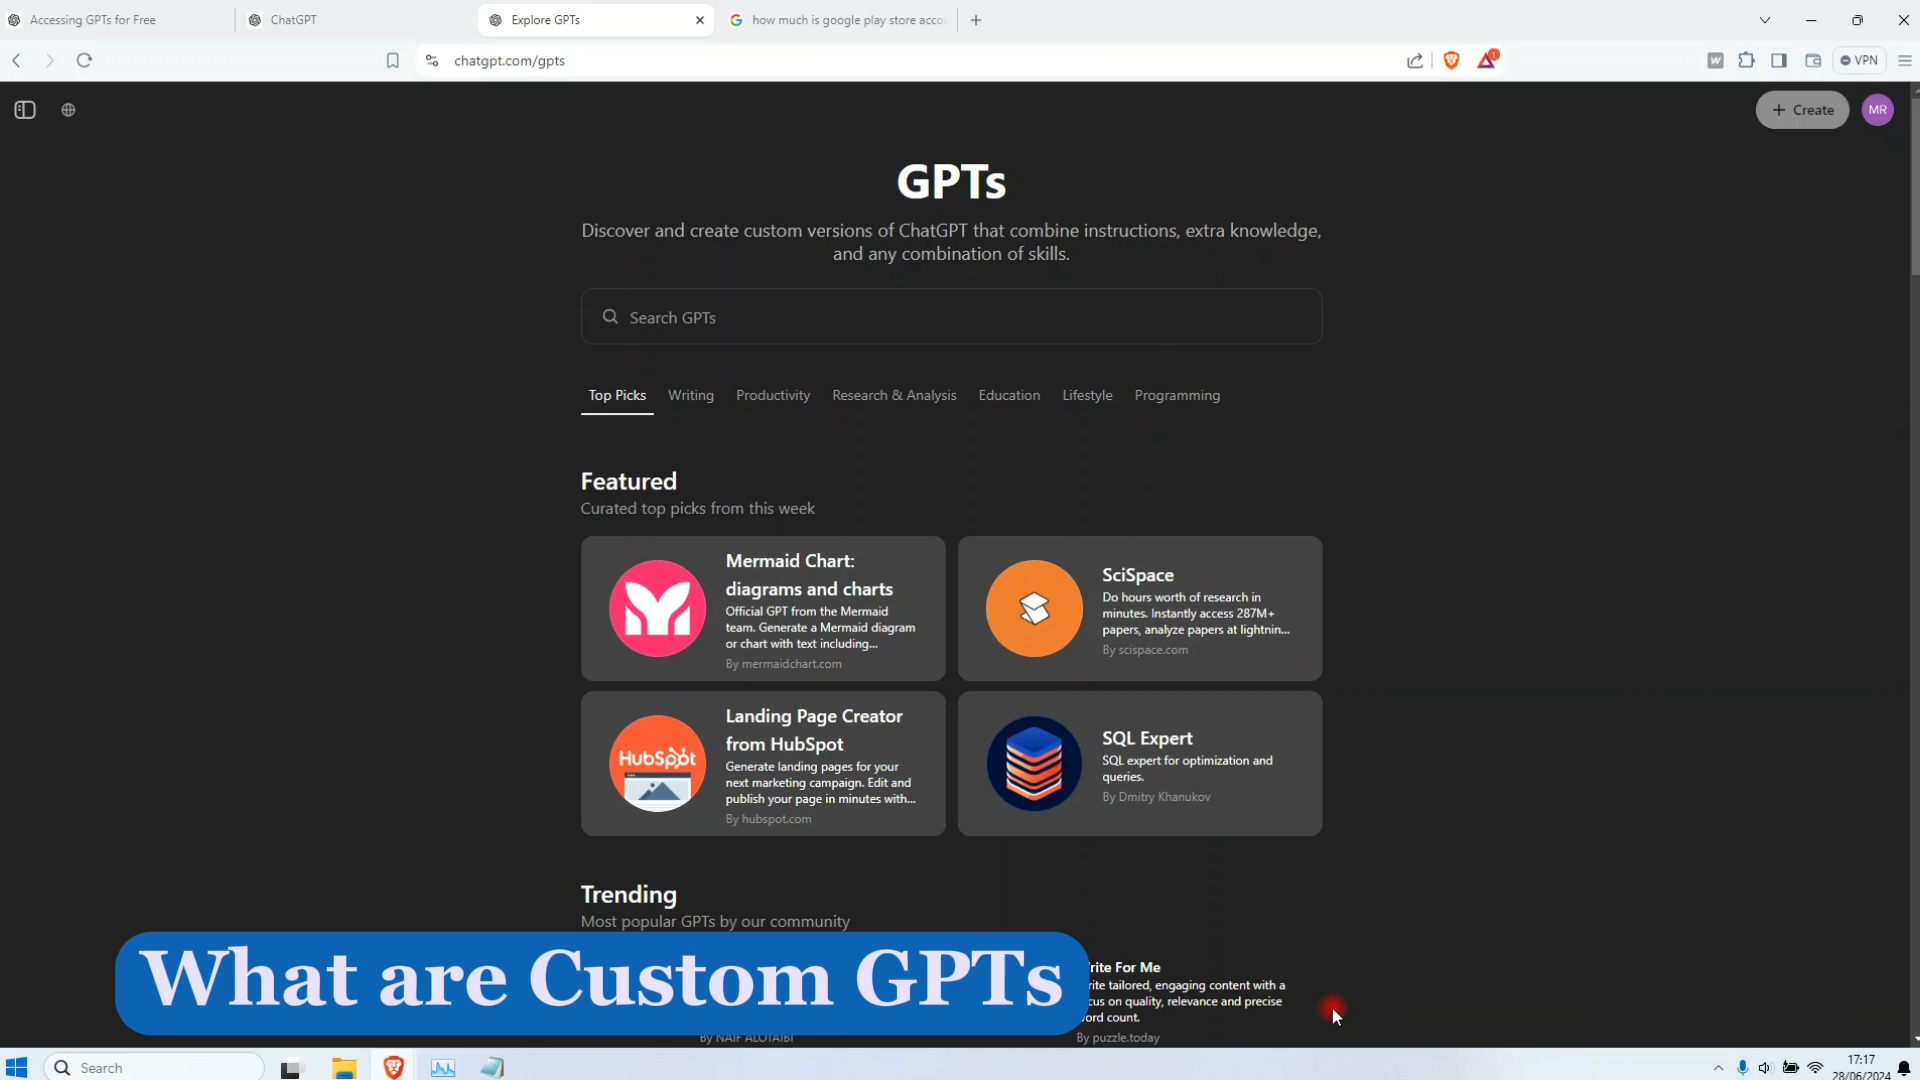 Accessing GPTs for Free
ChatGPT
Explore GPTs
how much is google play store acco
chatgpt.com/gpts
1
VPN
Create
MR
GPTs
Discover and create custom versions of ChatGPT that combine instructions, extra knowledge,
and any combination of skills.
Search GPTs
Top Picks
Writing
Productivity
Research & Analysis
Education
Lifestyle
Programming
Featured
Curated top picks from this week
Mermaid Chart:
diagrams and charts
Official GPT from the Mermaid
team. Generate a Mermaid diagram
or chart with text including...
By mermaidchart.com
SciSpace
Do hours worth of research in
minutes. Instantly access 287M+
papers, analyze papers at lightnin...
By scispace.com
HubSpot
Landing Page Creator
from HubSpot
Generate landing pages for your
next marketing campaign. Edit and
publish your page in minutes with...
By hubspot.com
SQL Expert
SQL expert for optimization and
queries.
By Dmitry Khanukov
Trending
Most popular GPTs by our community
What are Custom GPTs
By NAIF ALOTAIBI
rite For Me
rite tailored, engaging content with a
cus on quality, relevance and precise
ord count.
By puzzle.today
Search
17:17
28/06/2024